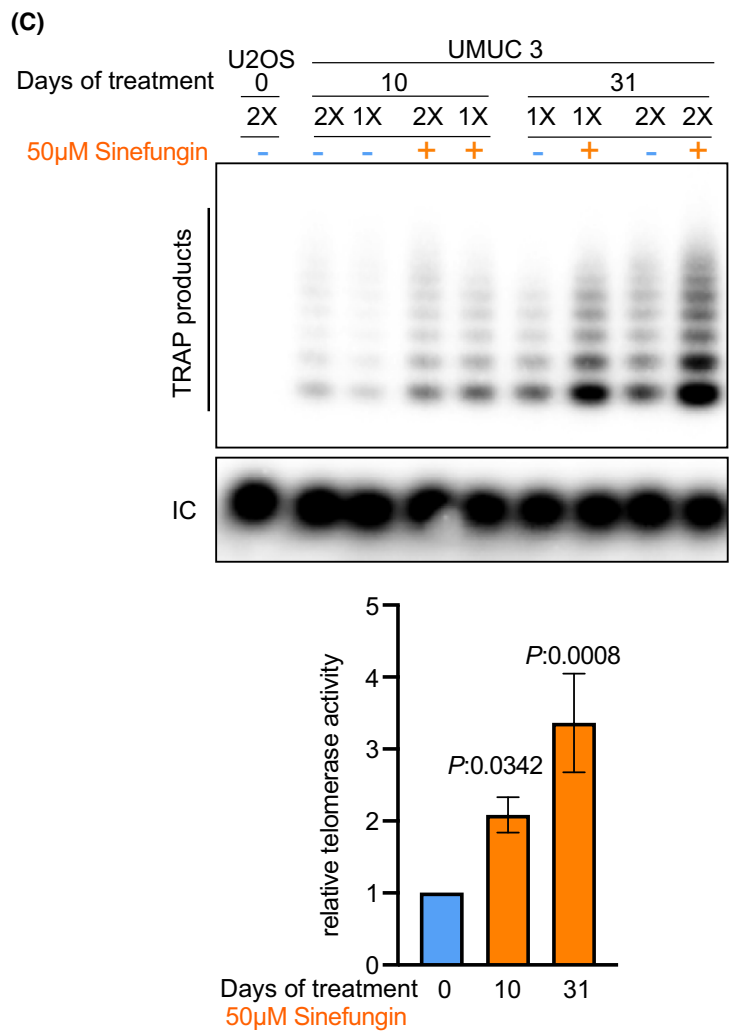 (C)
U2OS UMUC 3
Days of treatment 0 10 31
2X 2X 1X 2X 1X 1X 1X 2X 2X
50µM Sinefungin - - - + + - + - +
TRAP products
IC
5
4
3
2
1
0
relative telomerase activity
P:0.0342
P:0.0008
Days of treatment 0 10 31
50µM Sinefungin